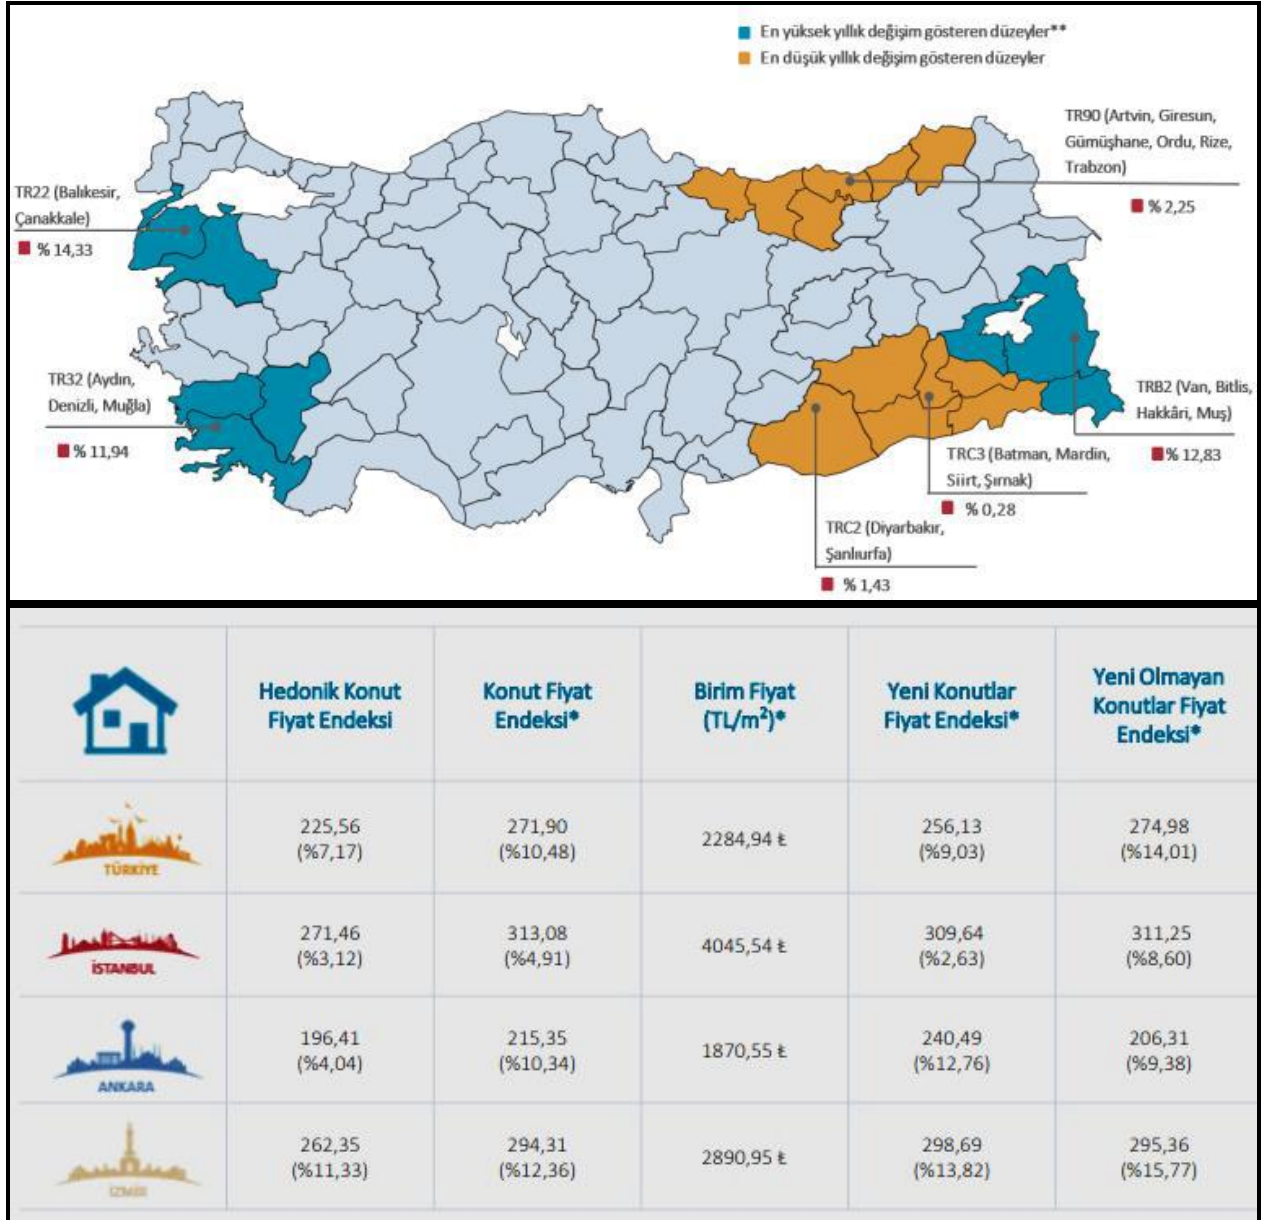 En yüksek yıllık değişim gösteren düzeyler**
En düşük yıllık değişim gösteren düzeyler
TR90 (Artvin, Giresun,
Gümüşhane, Ordu, Rize,
Trabzon)
% 2,25
TR22 (Balıkesir,
Çanakkale)
% 14,33
TR32 (Aydın,
Denizli, Muğla)
% 11,94
TRB2 (Van, Bitlis,
Hakkâri, Muş)
% 12,83
TRC3 (Batman, Mardin,
Siirt, Şırnak)
% 0,28
TRC2 (Diyarbakır,
Şanlıurfa)
% 1,43
Hedonik Konut
Fiyat Endeksi
Konut Fiyat
Endeksi*
Birim Fiyat
(TL/m²)*
Yeni Konutlar
Fiyat Endeksi*
Yeni Olmayan
Konutlar Fiyat
Endeksi*
TÜRKİYE
225,56
(%7,17)
271,90
(%10,48)
2284,94 ₺
256,13
(%9,03)
274,98
(%14,01)
İSTANBUL
271,46
(%3,12)
313,08
(%4,91)
4045,54 ₺
309,64
(%2,63)
311,25
(%8,60)
ANKARA
196,41
(%4,04)
215,35
(%10,34)
1870,55 ₺
240,49
(%12,76)
206,31
(%9,38)
İZMİR
262,35
(%11,33)
294,31
(%12,36)
2890,95 ₺
298,69
(%13,82)
295,36
(%15,77)